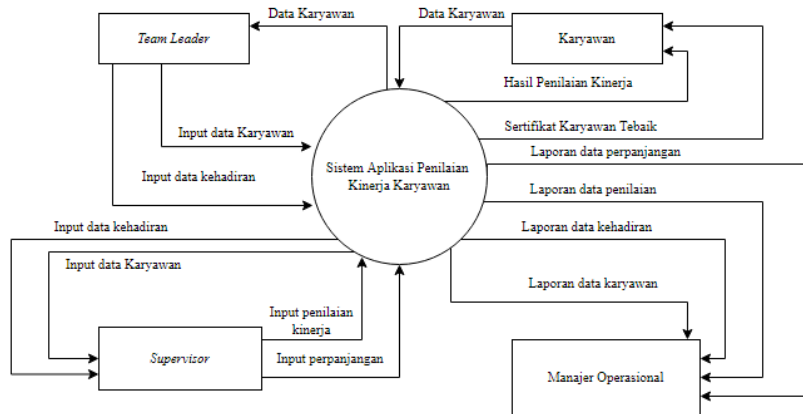 Data Karyawan
Data Karyawan
Team Leader
Karyawan
Hasil Penilaian Kinerja
Input data Karyawan
Sertifikat Karyawan Tebaik
Laporan data perpanjangan
Sistem Aplikasi Penilaian
Kinerja Karyawan
Input data kehadiran
Laporan data penilaian
Input data kehadiran
Laporan data kehadiran
Input data Karyawan
Laporan data karyawan
Input penilaian
kinerja
Supervisor
Input perpanjangan
Manajer Operasional